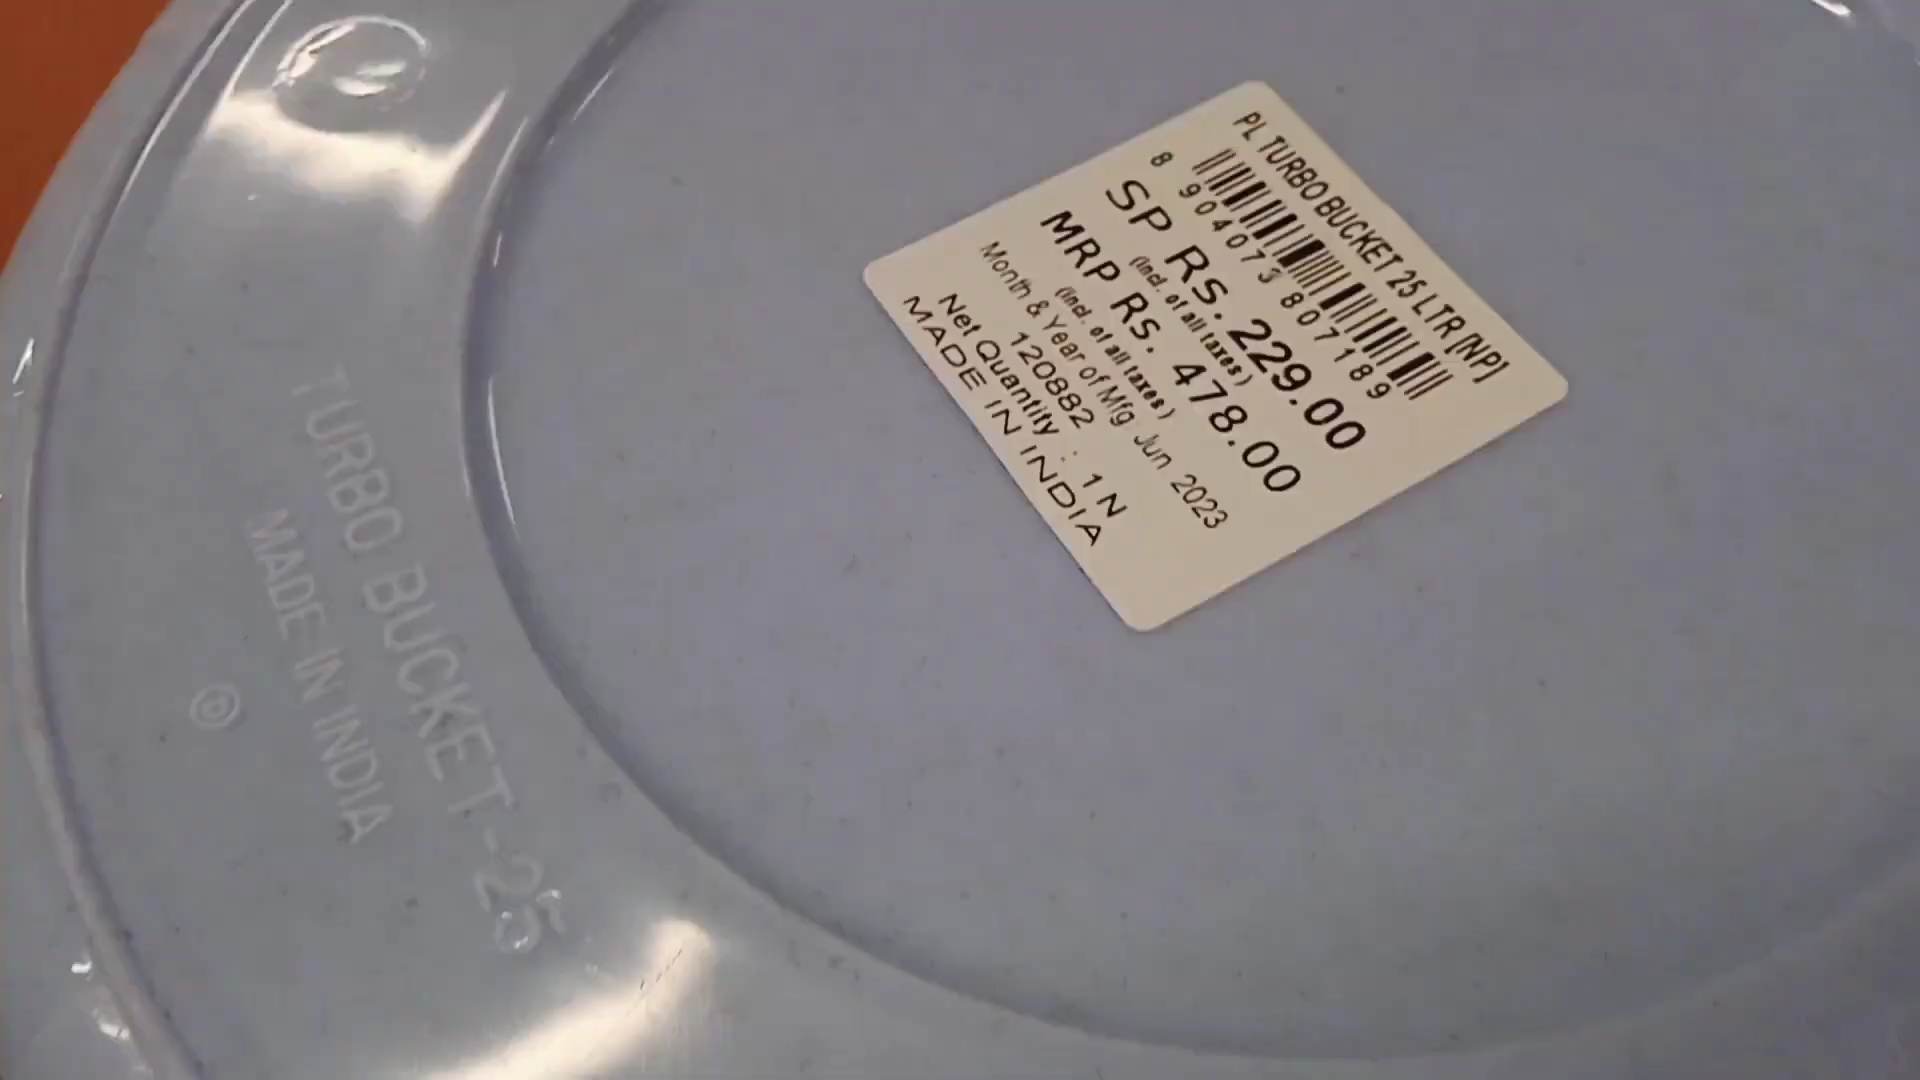 PL TURBO BUCKET 25 LTR [NP]
8 904073 807189
SP Rs. 229.00
(Incl. of all taxes)
MRP Rs. 478.00
(Incl. of all taxes)
Month & Year of Mfg Jun 2023
120882
Net Quantity : 1 N
MADE IN INDIA
TURBO BUCKET-25
MADE IN INDIA